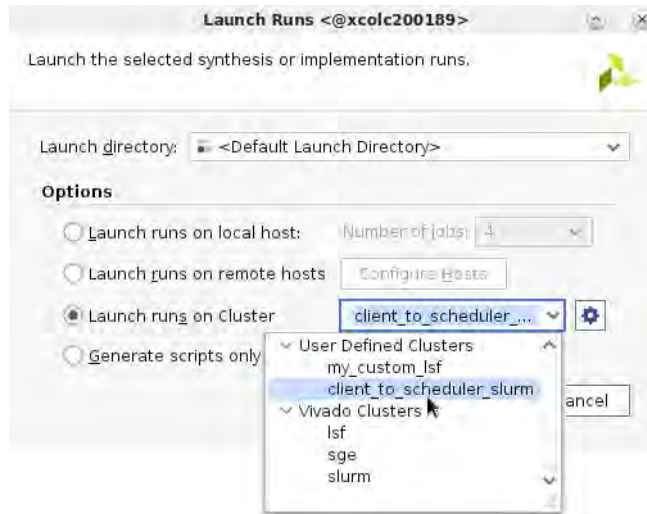 Launch Runs <@xcolc200189>
Launch the selected synthesis or implementation runs.
Launch directory: <Default Launch Directory>
Options
Launch runs on local host: Number of jobs: 4
Launch runs on remote hosts Configure Hosts
Launch runs on Cluster client_to_scheduler_...
Generate scripts only
User Defined Clusters
my_custom_lsf
client_to_scheduler_slurm
ancel
Vivado Clusters
lsf
sge
slurm